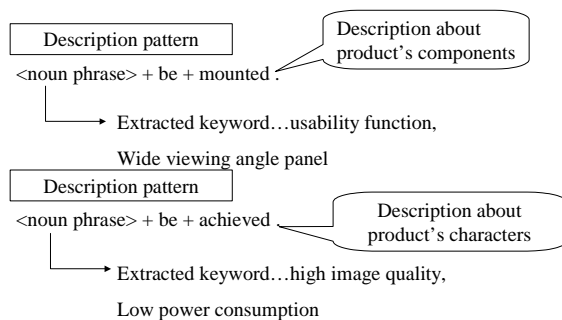 Description pattern
Description about
product's components
<noun phrase> + be + mounted .
Extracted keyword…usability function,
Wide viewing angle panel
Description pattern
<noun phrase> + be + achieved .
Description about
product's characters
Extracted keyword…high image quality,
Low power consumption